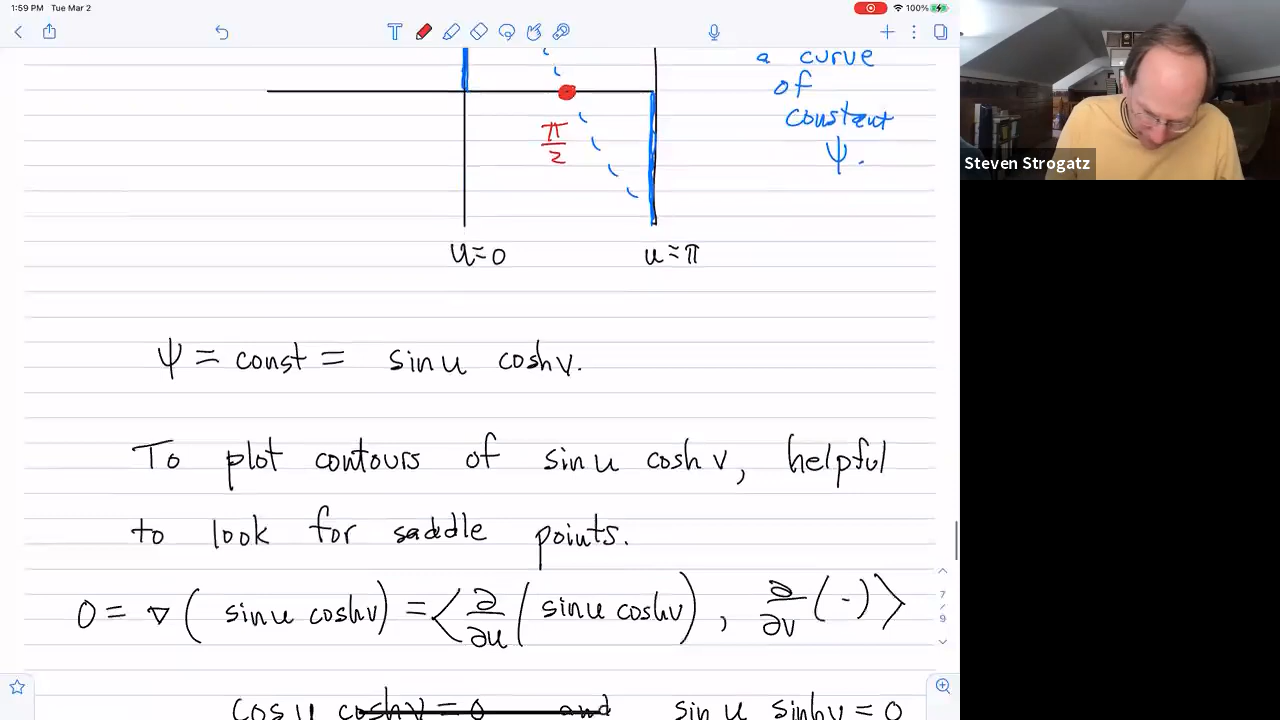 1:59 PM Tue Mar 2
100%
T
a curve
of
constant
ψ.
π/2
u=0
u=π
Steven Strogatz
ψ = const = sin u cosh v.
To plot contours of sin u cosh v, helpful
to look for saddle points.
0 = ∇ ( sin u cosh v ) = ⟨ ∂/∂u ( sin u cosh v ) , ∂/∂v (·) ⟩
7
/
9
cos u cosh v = 0 and sin u sinh v = 0